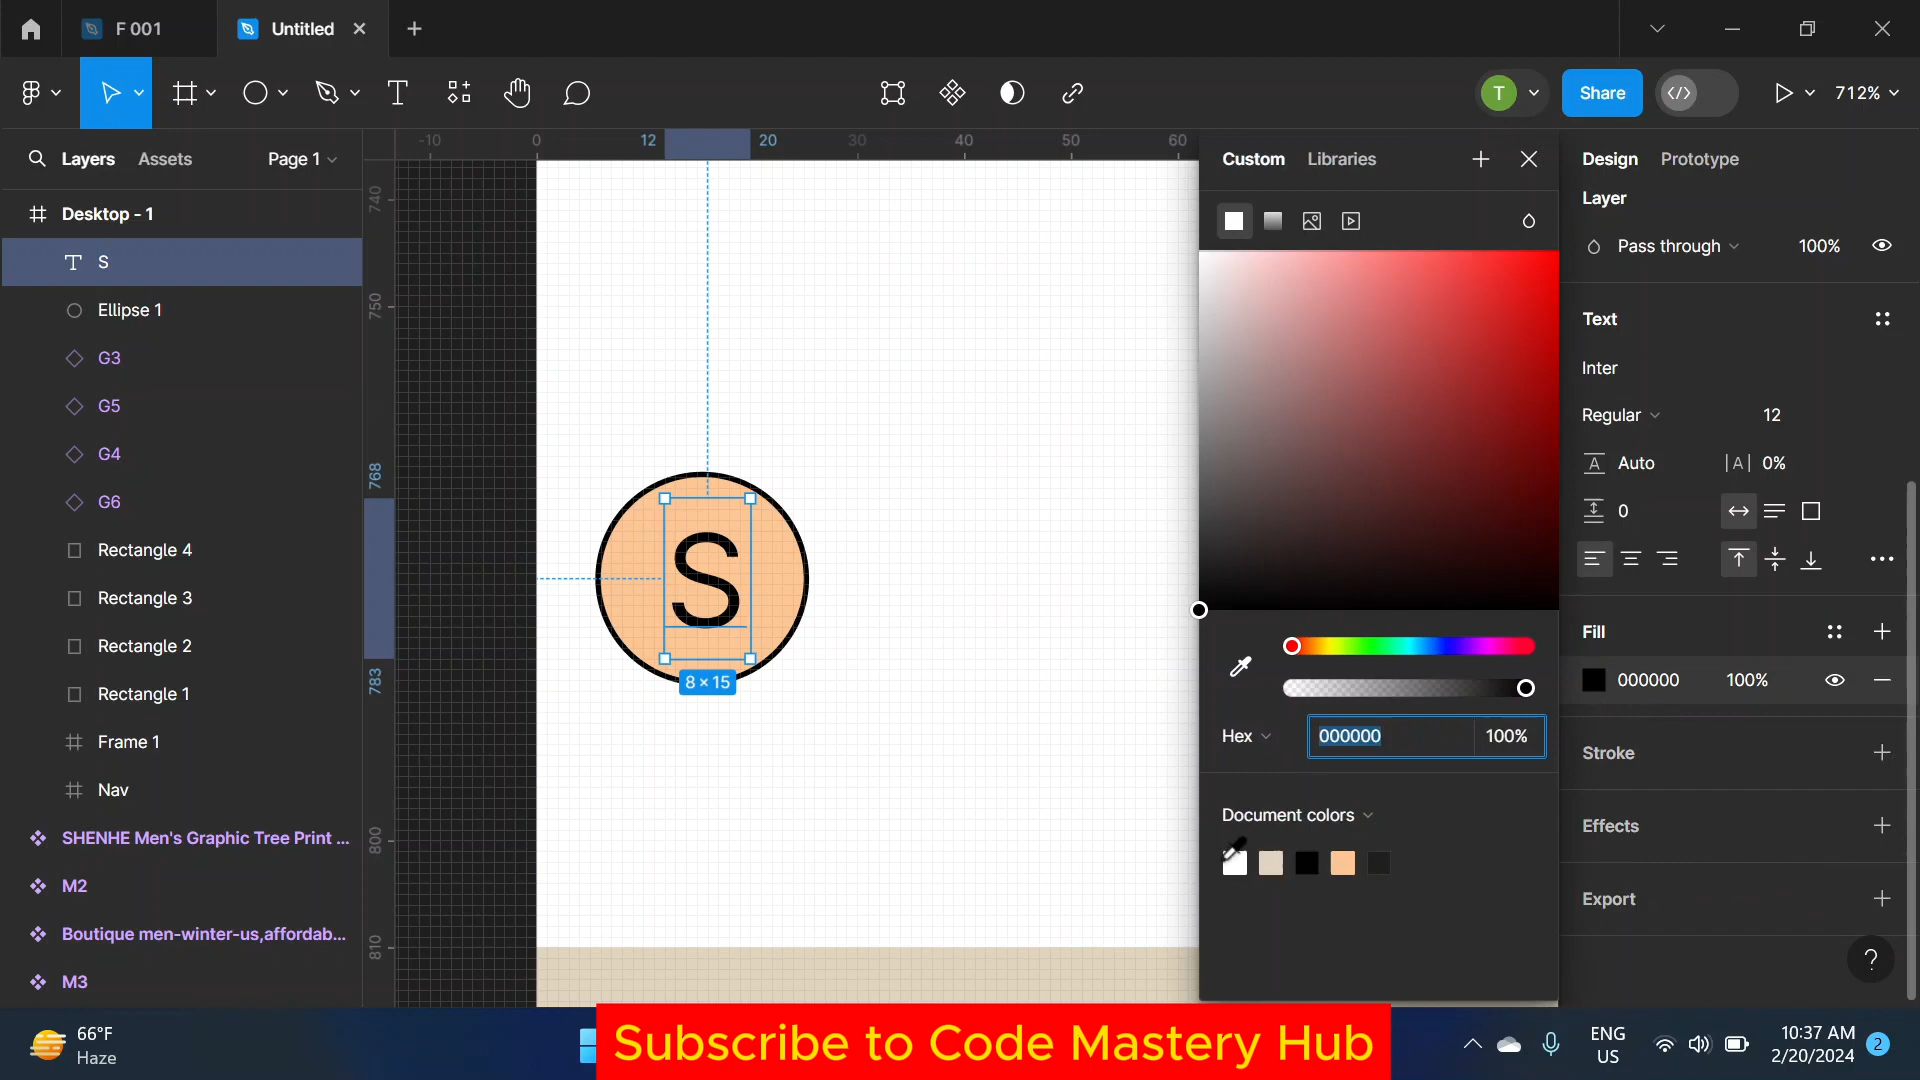 F 001
Untitled
T
Share
712%
Layers
Assets
Page 1
-10
0
12
20
30
40
50
60
Custom
Libraries
Design
Prototype
Desktop - 1
S
Ellipse 1
G3
G5
G4
G6
Rectangle 4
Rectangle 3
Rectangle 2
Rectangle 1
Frame 1
Nav
SHENHE Men's Graphic Tree Print ...
M2
Boutique men-winter-us,affordab...
M3
740
750
768
783
800
810
S
8 × 15
Hex
000000
100%
Document colors
Layer
Pass through
100%
Text
Inter
Regular
12
Auto
|A| 0%
0
Fill
000000
100%
Stroke
Effects
Export
?
66°F
Haze
Subscribe to Code Mastery Hub
ENG
US
10:37 AM
2/20/2024
2